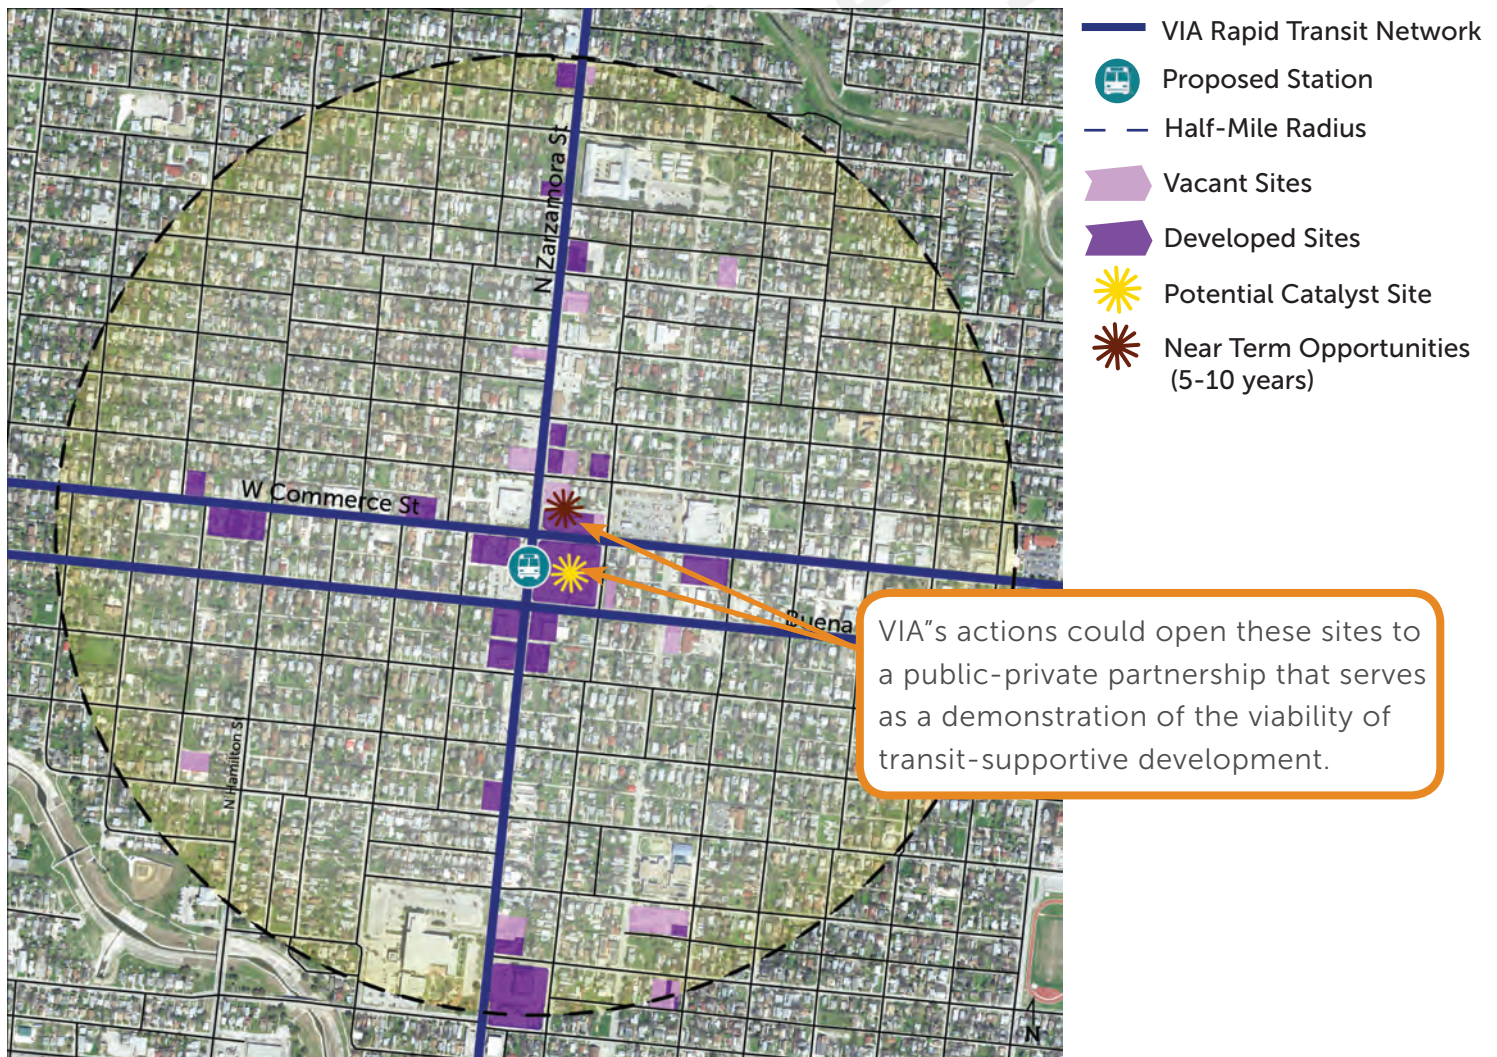 VIA Rapid Transit Network
Proposed Station
Half-Mile Radius
Vacant Sites
Developed Sites
Potential Catalyst Site
Near Term Opportunities
(5-10 years)
N Zarzamora St
W Commerce St
Buena
N Hamilton S
VIA"s actions could open these sites to
a public-private partnership that serves
as a demonstration of the viability of
transit-supportive development.
N